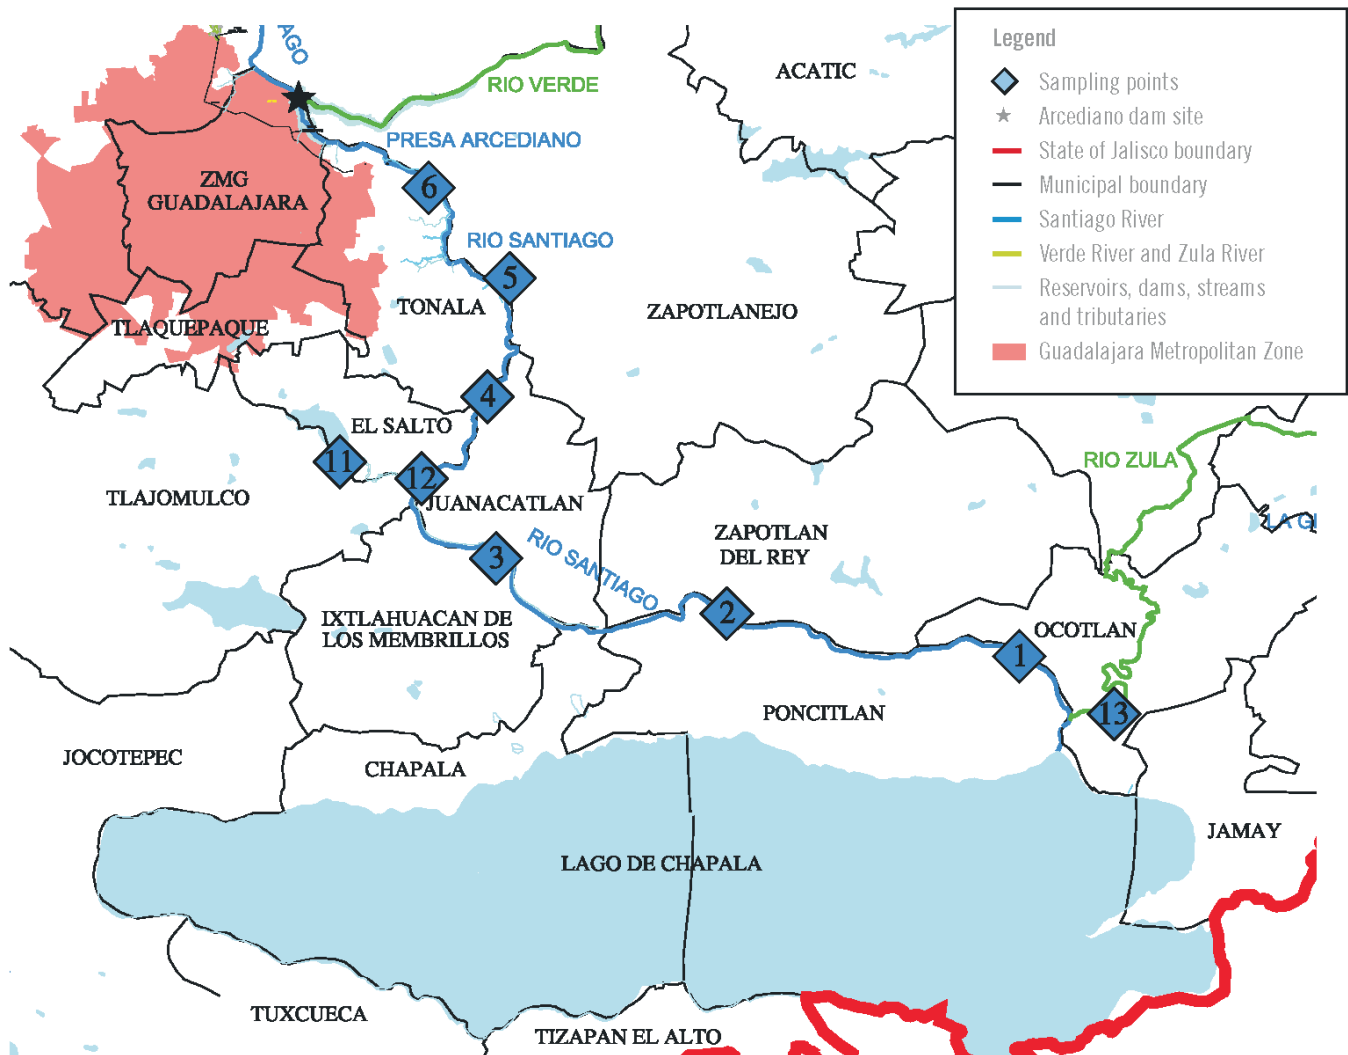 AGO
RIO VERDE
ACATIC
PRESA ARCEDIANO
ZMG
GUADALAJARA
6
RIO SANTIAGO
5
TONALA
ZAPOTLANEJO
TLAQUEPAQUE
4
EL SALTO
11
12
TLAJOMULCO
JUANACATLAN
RIO ZULA
LA G
ZAPOTLAN
DEL REY
3
RIO SANTIAGO
2
IXTLAHUACAN DE
LOS MEMBRILLOS
OCOTLAN
1
13
PONCITLAN
JOCOTEPEC
CHAPALA
JAMAY
LAGO DE CHAPALA
TUXCUECA
TIZAPAN EL ALTO
Legend
Sampling points
Arcediano dam site
State of Jalisco boundary
Municipal boundary
Santiago River
Verde River and Zula River
Reservoirs, dams, streams
and tributaries
Guadalajara Metropolitan Zone